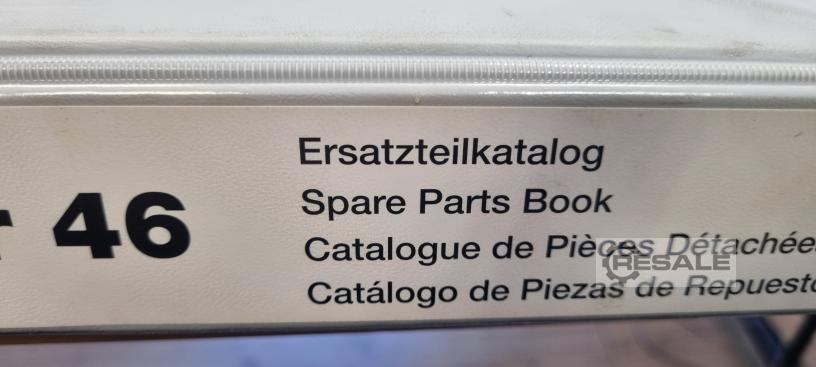 r 46
Ersatzteilkatalog
Spare Parts Book
Catalogue de Pièces Détachée
Catálogo de Piezas de Repuesto
RESALE